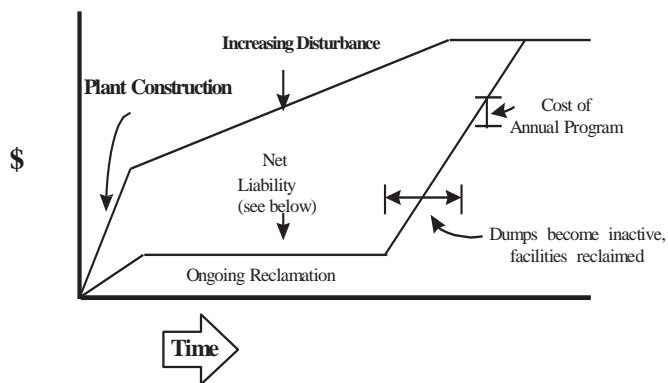 Increasing Disturbance
Plant Construction
Cost of
Annual Program
$
Net
Liability
(see below)
Dumps become inactive,
facilities reclaimed
Ongoing Reclamation
Time